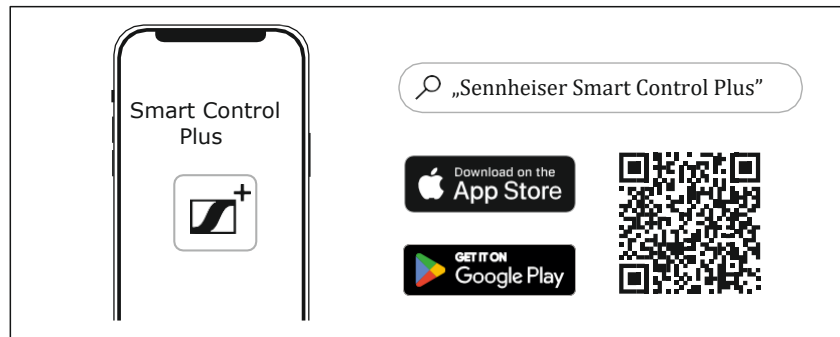 Smart Control
Plus
„Sennheiser Smart Control Plus”
Download on the
App Store
GET IT ON
Google Play